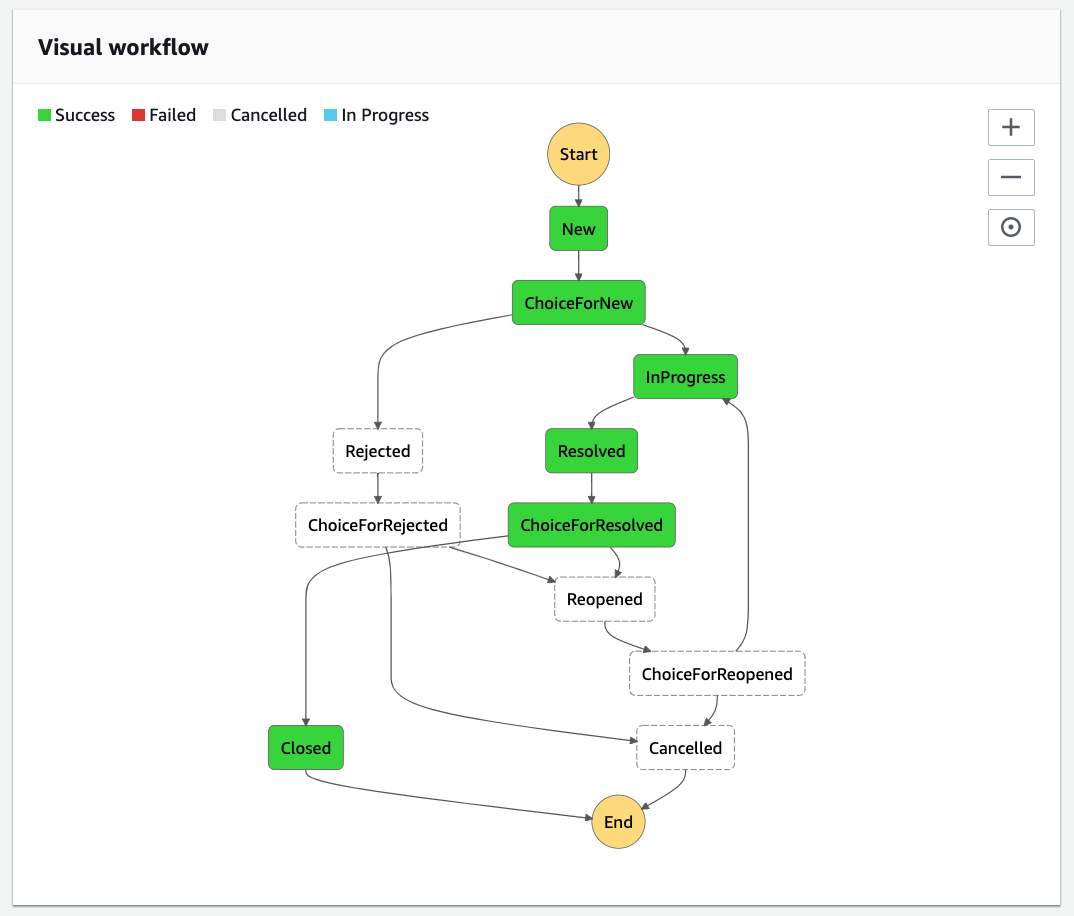 Visual workflow
Success Failed Cancelled In Progress
Start
New
ChoiceForNew
InProgress
Rejected
Resolved
ChoiceForRejected
ChoiceForResolved
Reopened
ChoiceForReopened
Closed
Cancelled
End